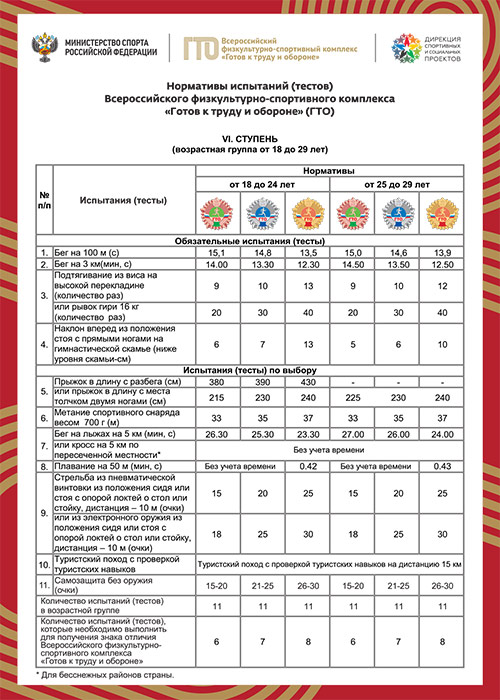 МИНИСТЕРСТВО СПОРТА
РОССИЙСКОЙ ФЕДЕРАЦИИ
ГТО
Всероссийский
физкультурно-спортивный комплекс
«Готов к труду и обороне»
ДИРЕКЦИЯ
СПОРТИВНЫХ
И СОЦИАЛЬНЫХ
ПРОЕКТОВ
Нормативы испытаний (тестов)
Всероссийского физкультурно-спортивного комплекса
«Готов к труду и обороне» (ГТО)
VI. СТУПЕНЬ
(возрастная группа от 18 до 29 лет)
№
п/п
Испытания (тесты)
Нормативы
от 18 до 24 лет
от 25 до 29 лет
ГТО ГТО ГТО ГТО ГТО ГТО
Обязательные испытания (тесты)
1. Бег на 100 м (с) 15,1 14,8 13,5 15,0 14,6 13,9
2. Бег на 3 км(мин, с) 14.00 13.30 12.30 14.50 13.50 12.50
3. Подтягивание из виса на
высокой перекладине
(количество раз) 9 10 13 9 10 12
или рывок гири 16 кг
(количество раз) 20 30 40 20 30 40
4. Наклон вперед из положения
стоя с прямыми ногами на
гимнастической скамье (ниже
уровня скамьи-см) 6 7 13 5 6 10
Испытания (тесты) по выбору
5. Прыжок в длину с разбега (см) 380 390 430 - - -
или прыжок в длину с места
толчком двумя ногами (см) 215 230 240 225 230 240
6. Метание спортивного снаряда
весом 700 г (м) 33 35 37 33 35 37
7. Бег на лыжах на 5 км (мин, с) 26.30 25.30 23.30 27.00 26.00 24.00
или кросс на 5 км по
пересеченной местности* Без учета времени
8. Плавание на 50 м (мин, с) Без учета времени 0.42 Без учета времени 0.43
9. Стрельба из пневматической
винтовки из положения сидя или
стоя с опорой локтей о стол или
стойку, дистанция – 10 м (очки) 15 20 25 15 20 25
или из электронного оружия из
положения сидя или стоя с
опорой локтей о стол или стойку,
дистанция – 10 м (очки) 18 25 30 18 25 30
10. Туристский поход с проверкой
туристских навыков Туристский поход с проверкой туристских навыков на дистанцию 15 км
11. Самозащита без оружия
(очки) 15-20 21-25 26-30 15-20 21-25 26-30
Количество испытаний (тестов)
в возрастной группе 11 11 11 11 11 11
Количество испытаний (тестов),
которые необходимо выполнить
для получения знака отличия
Всероссийского физкультурно-
спортивного комплекса
«Готов к труду и обороне» 6 7 8 6 7 8
* Для бесснежных районов страны.